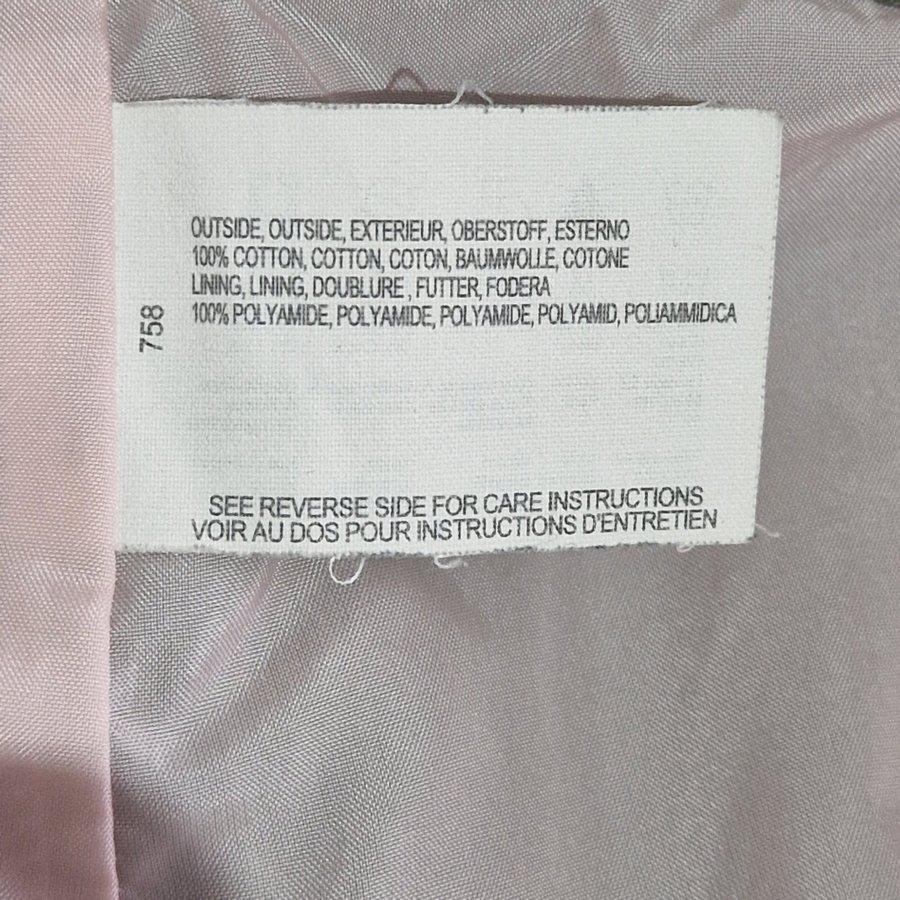 OUTSIDE, OUTSIDE, EXTERIEUR, OBERSTOFF, ESTERNO
100% COTTON, COTTON, COTON, BAUMWOLLE, COTONE
LINING, LINING, DOUBLURE , FUTTER, FODERA
100% POLYAMIDE, POLYAMIDE, POLYAMIDE, POLYAMID, POLIAMMIDICA
758
SEE REVERSE SIDE FOR CARE INSTRUCTIONS
VOIR AU DOS POUR INSTRUCTIONS D'ENTRETIEN